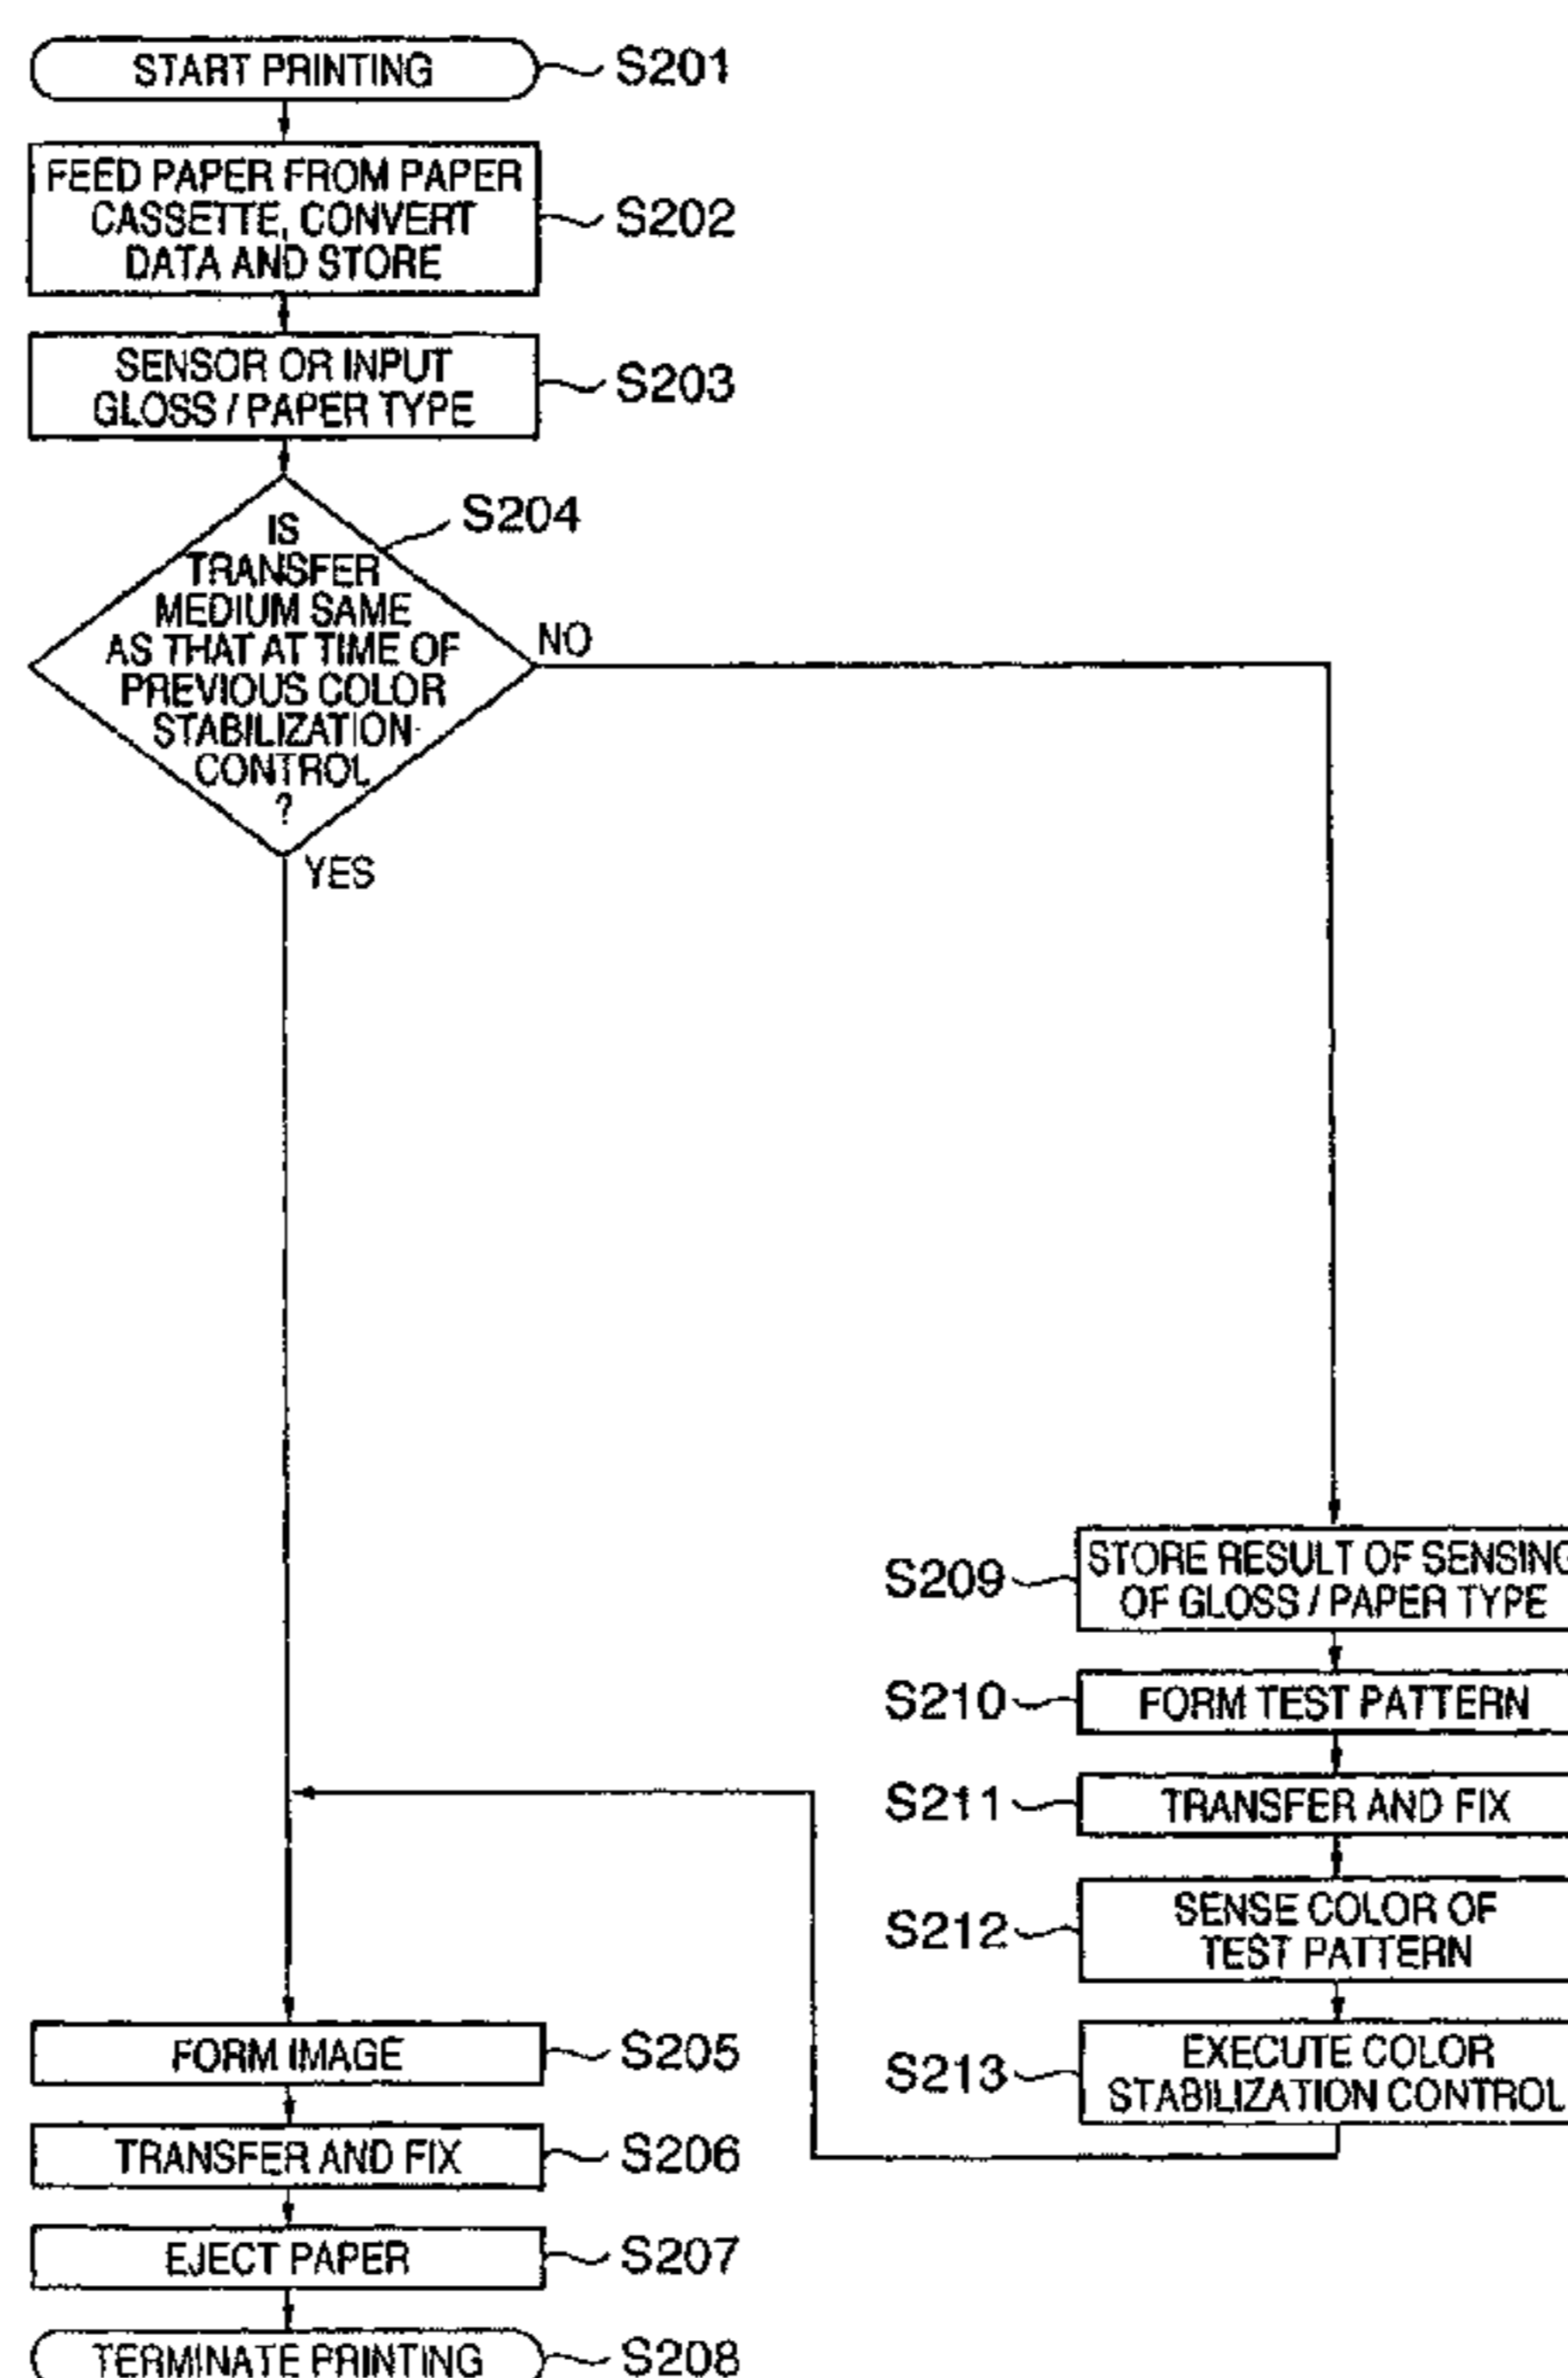 START PRINTING
S201
FEED PAPER FROM PAPER
CASSETTE, CONVERT
DATA AND STORE
S202
SENSOR OR INPUT
GLOSS / PAPER TYPE
S203
IS
TRANSFER
MEDIUM SAME
AS THAT AT TIME OF
PREVIOUS COLOR
STABILIZATION
CONTROL
?
S204
NO
YES
S209
STORE RESULT OF SENSING
OF GLOSS / PAPER TYPE
S210
FORM TEST PATTERN
S211
TRANSFER AND FIX
S212
SENSE COLOR OF
TEST PATTERN
S213
EXECUTE COLOR
STABILIZATION CONTROL
FORM IMAGE
S205
TRANSFER AND FIX
S206
EJECT PAPER
S207
TERMINATE PRINTING
S208